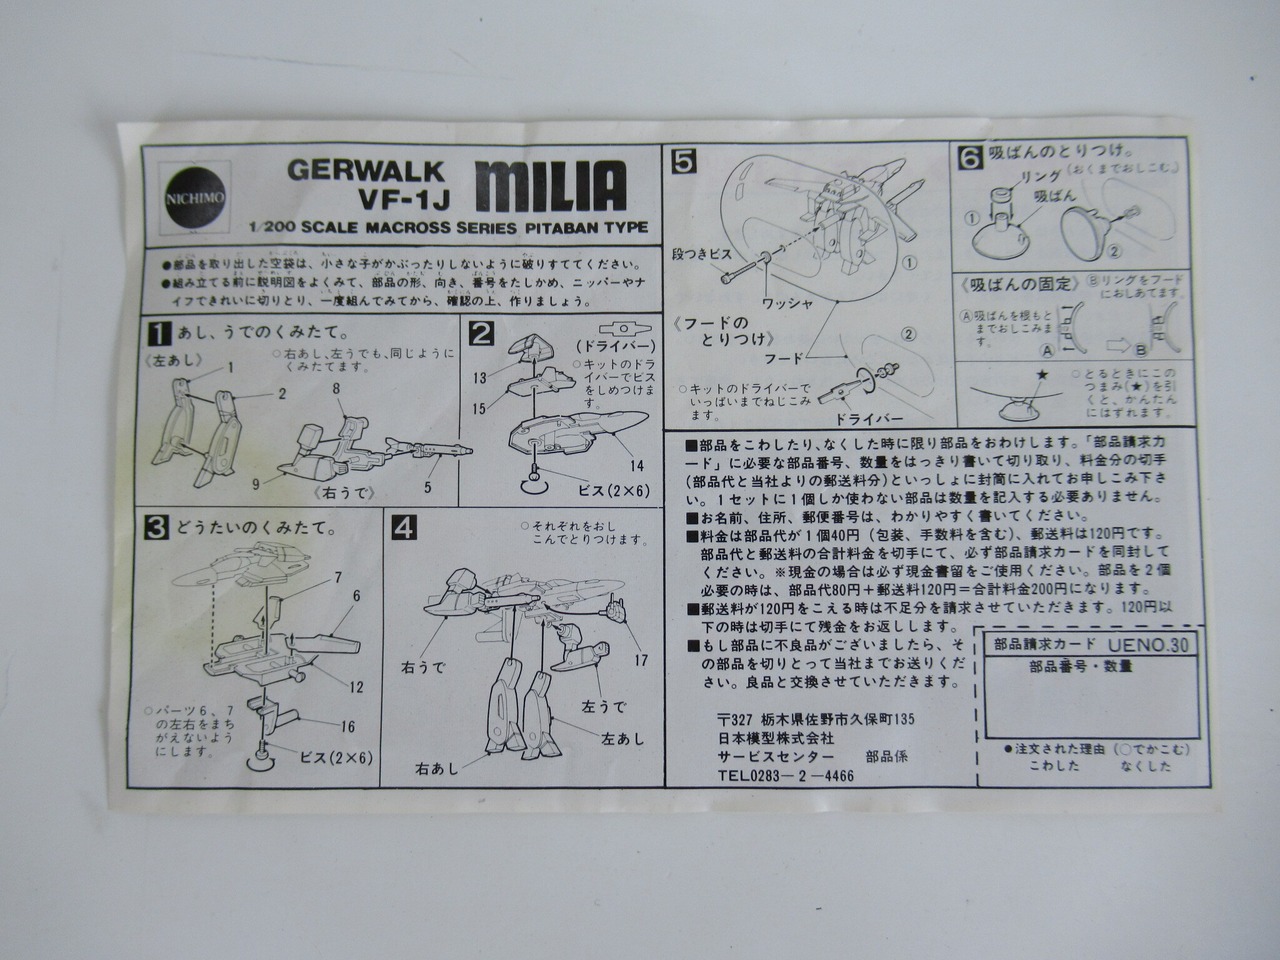 NICHIMO
GERWALK
VF-1J
MILIA
1/200 SCALE MACROSS SERIES PITABAN TYPE
●部品を取り出した空袋は、小さな子がかぶったりしないように破りすててください。
●組み立てる前に説明図をよくみて、部品の形、向き、番号をたしかめ、ニッパーやナ
イフできれいに切りとり、一度組んでみてから、確認の上、作りましょう。
1 あし、うでのくみたて。
《左あし》
○右あし、左うでも、同じように
くみたてます。
1
2
8
9
《右うで》
5
2
(ドライバー)
○キットのドラ
イバーでビス
をしめつけま
す。
13
15
14
ビス(2×6)
3 どうたいのくみたて。
7
6
12
16
○パーツ6、7
の左右をまち
がえないよう
にします。
ビス(2×6)
4
○それぞれをおし
こんでとりつけます。
右うで
17
左うで
左あし
右あし
5
段つきビス
ワッシャ
①
《フードの
とりつけ》
フード
②
○キットのドライバーで
いっぱいまでねじこみ
ます。
ドライバー
6 吸ばんのとりつけ。
リング(おくまでおしこむ。)
吸ばん
①
②
《吸ばんの固定》
Ⓑリングをフード
におしあてます。
Ⓐ吸ばんを根もと
までおしこみま
す。
Ⓐ
Ⓑ
★
○とるときにこの
つまみ(★)を引
くと、かんたん
にはずれます。
■部品をこわしたり、なくした時に限り部品をおわけします。「部品請求カ
ード」に必要な部品番号、数量をはっきり書いて切り取り、料金分の切手
(部品代と当社よりの郵送料分)といっしょに封筒に入れてお申しこみ下さ
い。1セットに1個しか使わない部品は数量を記入する必要ありません。
■お名前、住所、郵便番号は、わかりやすく書いてください。
■料金は部品代が1個40円(包装、手数料を含む)、郵送料は120円です。
部品代と郵送料の合計料金を切手にて、必ず部品請求カードを同封して
ください。※現金の場合は必ず現金書留をご使用ください。部品を2個
必要の時は、部品代80円+郵送料120円=合計料金200円になります。
■郵送料が120円をこえる時は不足分を請求させていただきます。120円以
下の時は切手にて残金をお返しします。
■もし部品に不良品がございましたら、そ
の部品を切りとって当社までお送りくだ
さい。良品と交換させていただきます。
〒327 栃木県佐野市久保町135
日本模型株式会社
サービスセンター 部品係
TEL0283-2-4466
部品請求カード UENO.30
部品番号・数量
●注文された理由(○でかこむ)
こわした なくした